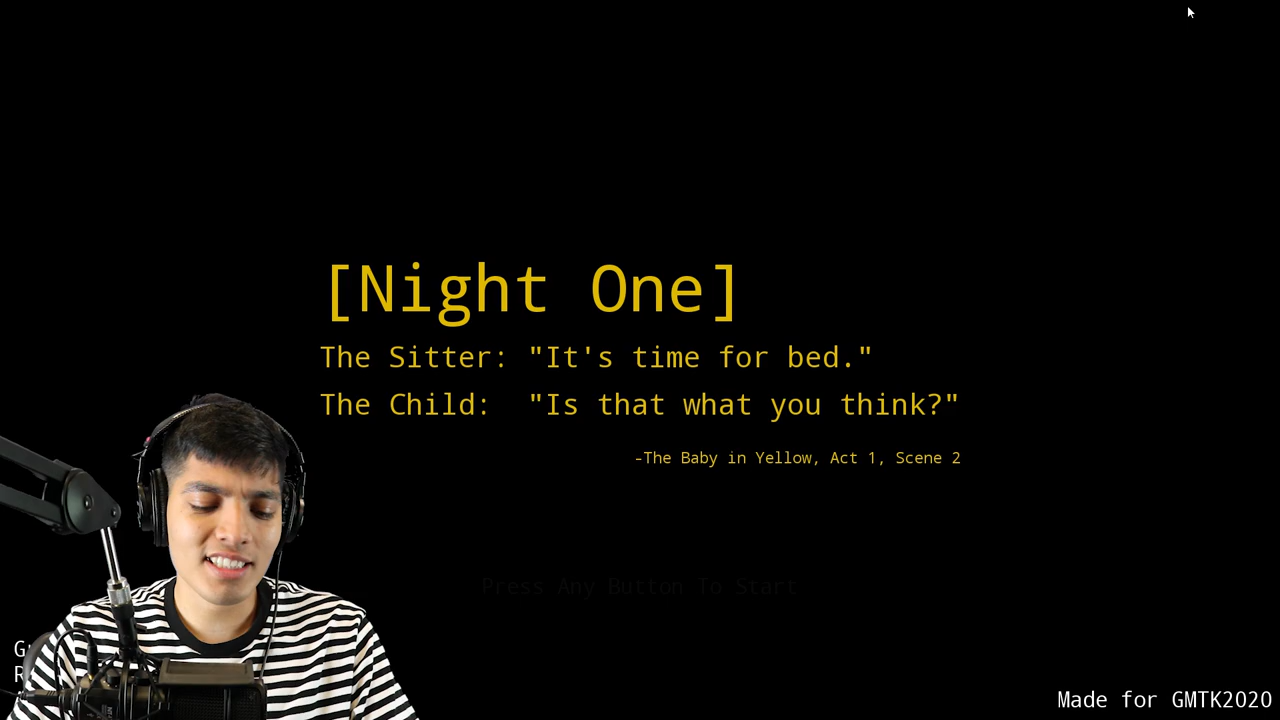 [Night One]
The Sitter: "It's time for bed."
The Child: "Is that what you think?"
-The Baby in Yellow, Act 1, Scene 2
Press Any Button To Start
Made for GMTK2020